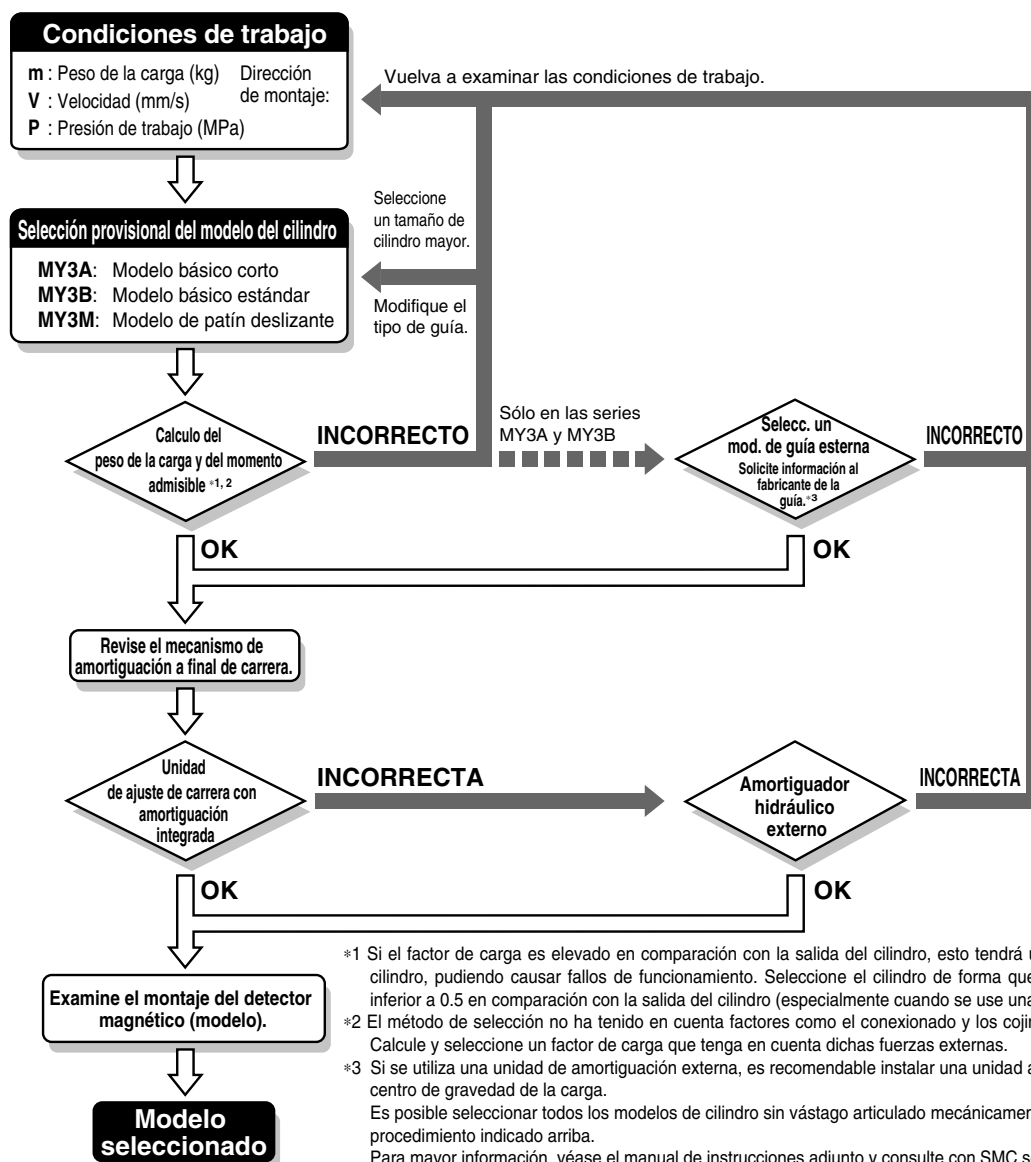 Condiciones de trabajo
m : Peso de la carga (kg)
V : Velocidad (mm/s)
P : Presión de trabajo (MPa)
Dirección
de montaje:
Vuelva a examinar las condiciones de trabajo.
Seleccione
un tamaño de
cilindro mayor.
Selección provisional del modelo del cilindro
MY3A: Modelo básico corto
MY3B: Modelo básico estándar
MY3M: Modelo de patín deslizante
Modifique el
tipo de guía.
Calculo del
peso de la carga y del momento
admisible *1, 2
INCORRECTO
Sólo en las series
MY3A y MY3B
Selecc. un
mod. de guía esterna
Solicite información al
fabricante de la
guía.*3
INCORRECTO
OK
OK
Revise el mecanismo de
amortiguación a final de carrera.
Unidad
de ajuste de carrera con
amortiguación
integrada
INCORRECTA
Amortiguador
hidráulico
externo
INCORRECTA
OK
OK
Examine el montaje del detector
magnético (modelo).
Modelo
seleccionado
*1 Si el factor de carga es elevado en comparación con la salida del cilindro, esto tendrá
cilindro, pudiendo causar fallos de funcionamiento. Seleccione el cilindro de forma que
inferior a 0.5 en comparación con la salida del cilindro (especialmente cuando se use una
*2 El método de selección no ha tenido en cuenta factores como el conexionado y los
Calcule y seleccione un factor de carga que tenga en cuenta dichas fuerzas externas.
*3 Si se utiliza una unidad de amortiguación externa, es recomendable instalar una unidad
centro de gravedad de la carga.
Es posible seleccionar todos los modelos de cilindro sin vástago articulado
procedimiento indicado arriba.
Para mayor información, véase el manual de instrucciones adjunto y consulte con SMC